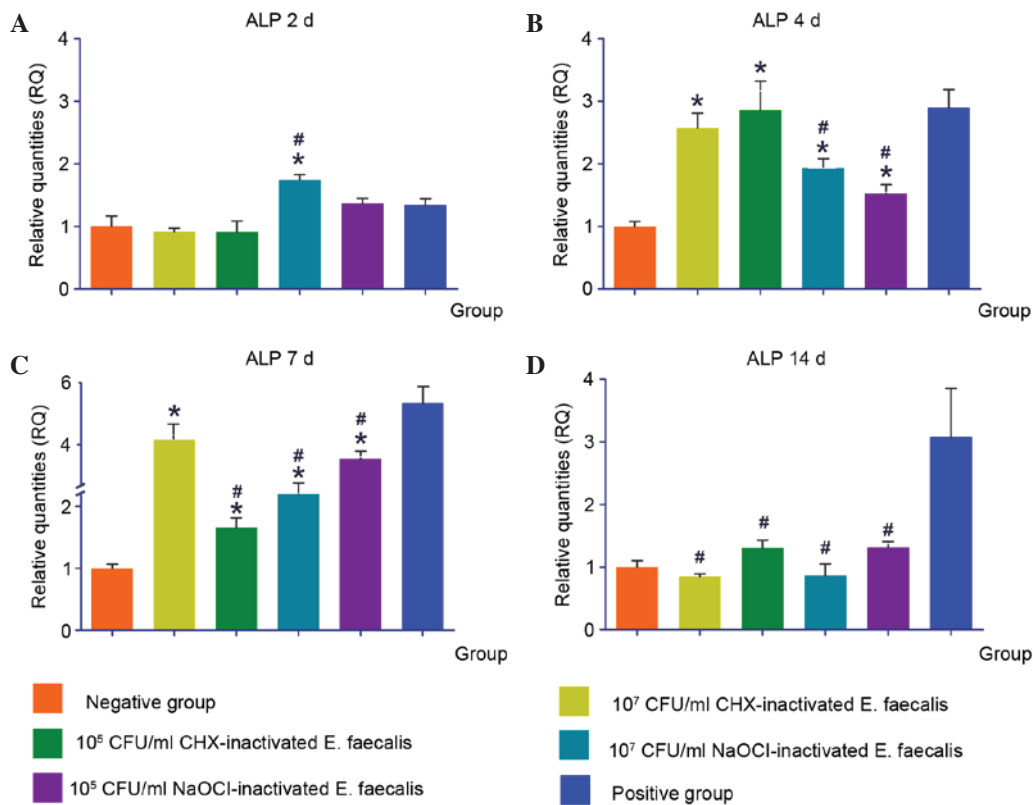 A
ALP 2 d
Relative quantities (RQ)
4
3
2
1
0
#
*
Group
B
ALP 4 d
Relative quantities (RQ)
4
3
2
1
0
*
*
#
*
#
*
Group
C
ALP 7 d
Relative quantities (RQ)
6
4
2
1
0
*
#
*
#
*
#
*
Group
D
ALP 14 d
Relative quantities (RQ)
4
3
2
1
0
#
#
#
#
Group
Negative group
10⁵ CFU/ml CHX-inactivated E. faecalis
10⁵ CFU/ml NaOCl-inactivated E. faecalis
10⁷ CFU/ml CHX-inactivated E. faecalis
10⁷ CFU/ml NaOCl-inactivated E. faecalis
Positive group